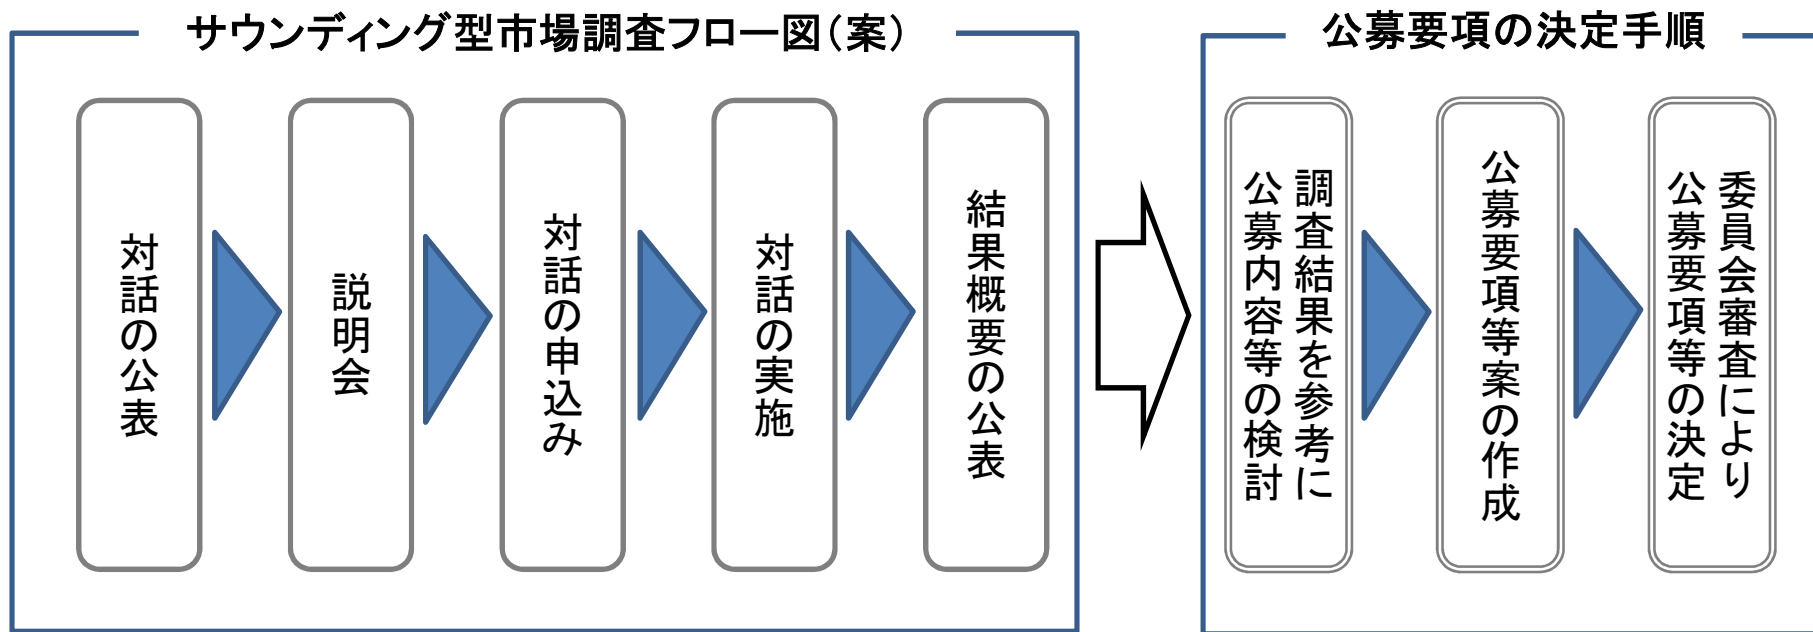 サウンディング型市場調査フロー図(案)
対話の公表
説明会
対話の申込み
対話の実施
結果概要の公表
公募要項の決定手順
調査結果を参考に
公募内容等の検討
公募要項等案の作成
委員会審査により
公募要項等の決定